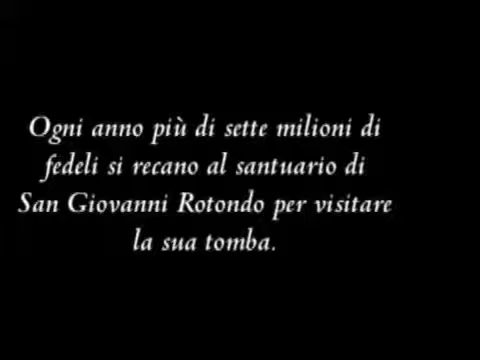 Ogni anno più di sette milioni di
fedeli si recano al santuario di
San Giovanni Rotondo per visitare
la sua tomba.